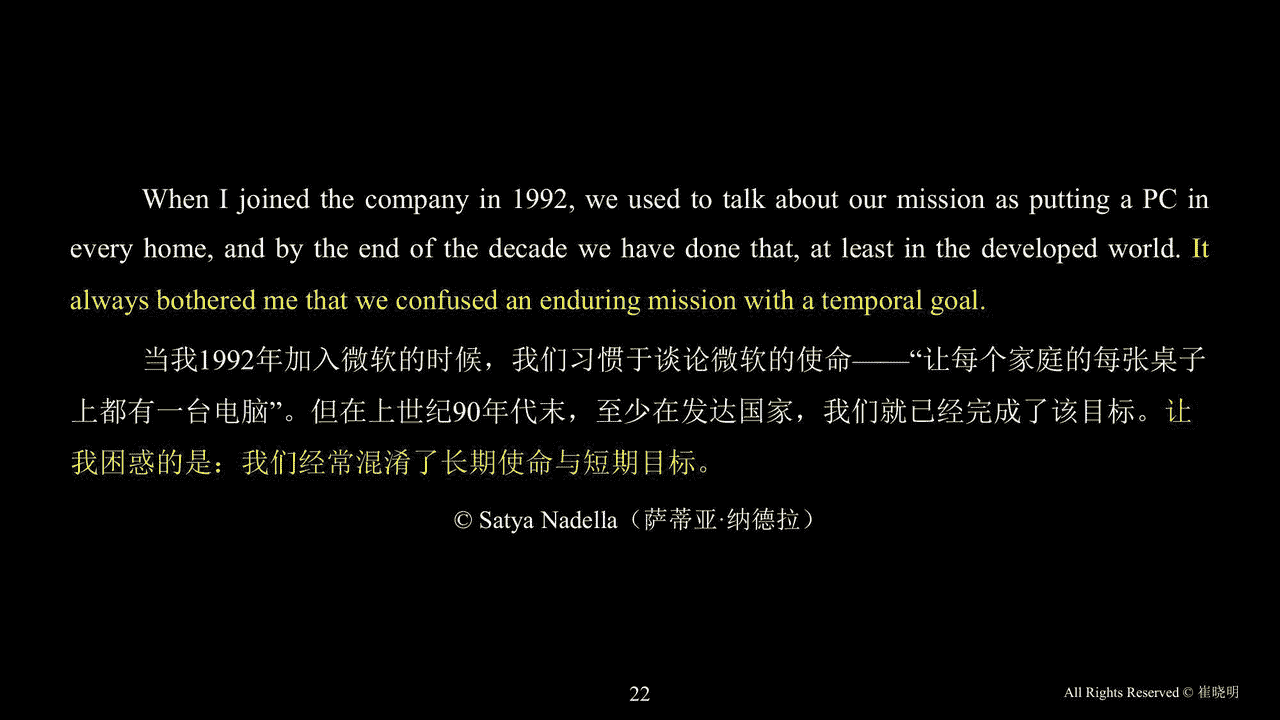 When I joined the company in 1992, we used to talk about our mission as putting a PC in
every home, and by the end of the decade we have done that, at least in the developed world. It
always bothered me that we confused an enduring mission with a temporal goal.
当我1992年加入微软的时候，我们习惯于谈论微软的使命——“让每个家庭的每张桌子
上都有一台电脑”。但在上世纪90年代末，至少在发达国家，我们就已经完成了该目标。让
我困惑的是：我们经常混淆了长期使命与短期目标。
© Satya Nadella（萨蒂亚·纳德拉）
22
All Rights Reserved © 崔晓明